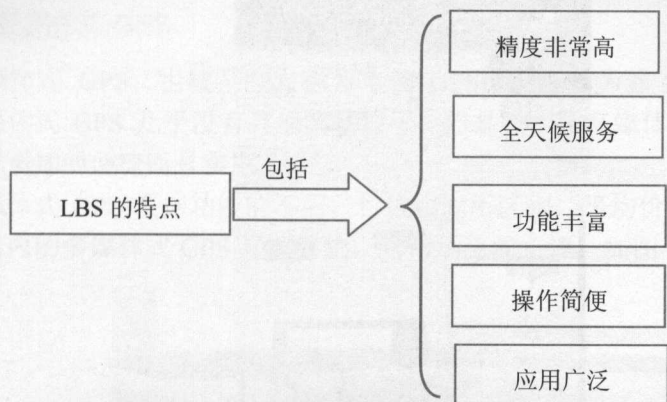 LBS 的特点
包括
精度非常高
全天候服务
功能丰富
操作简便
应用广泛